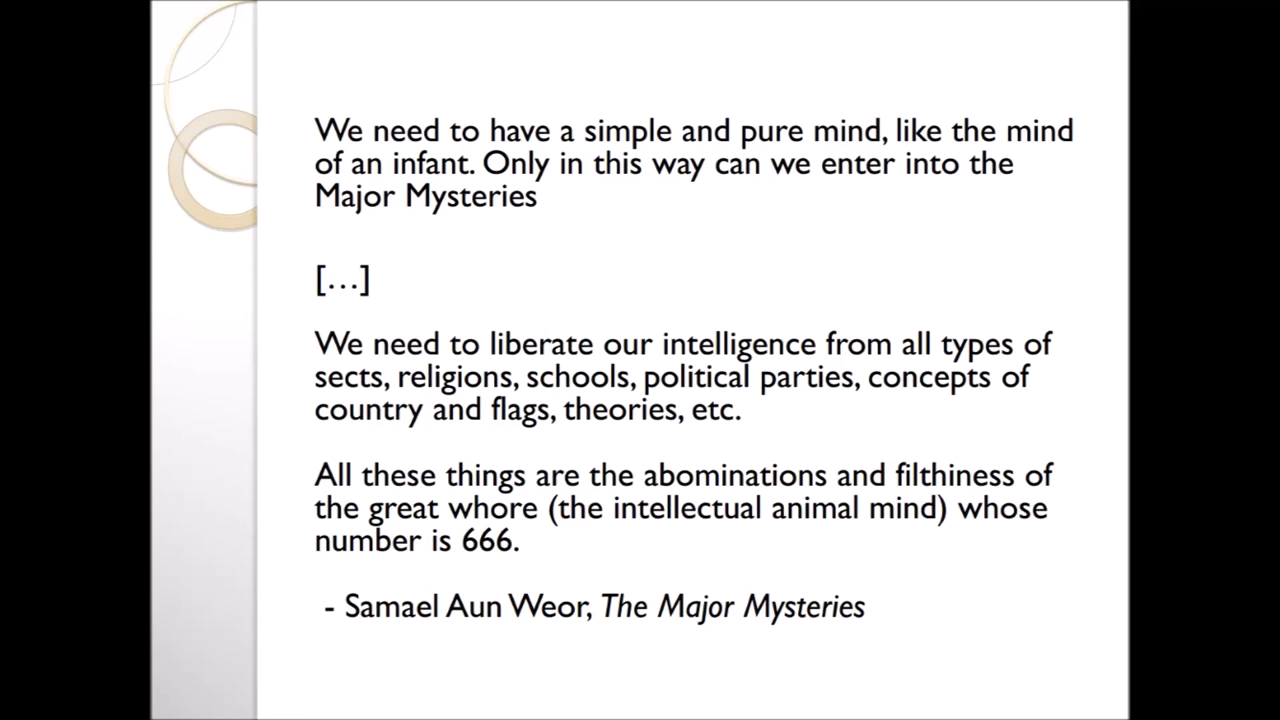 We need to have a simple and pure mind, like the mind
of an infant. Only in this way can we enter into the
Major Mysteries
[…]
We need to liberate our intelligence from all types of
sects, religions, schools, political parties, concepts of
country and flags, theories, etc.
All these things are the abominations and filthiness of
the great whore (the intellectual animal mind) whose
number is 666.
- Samael Aun Weor, The Major Mysteries